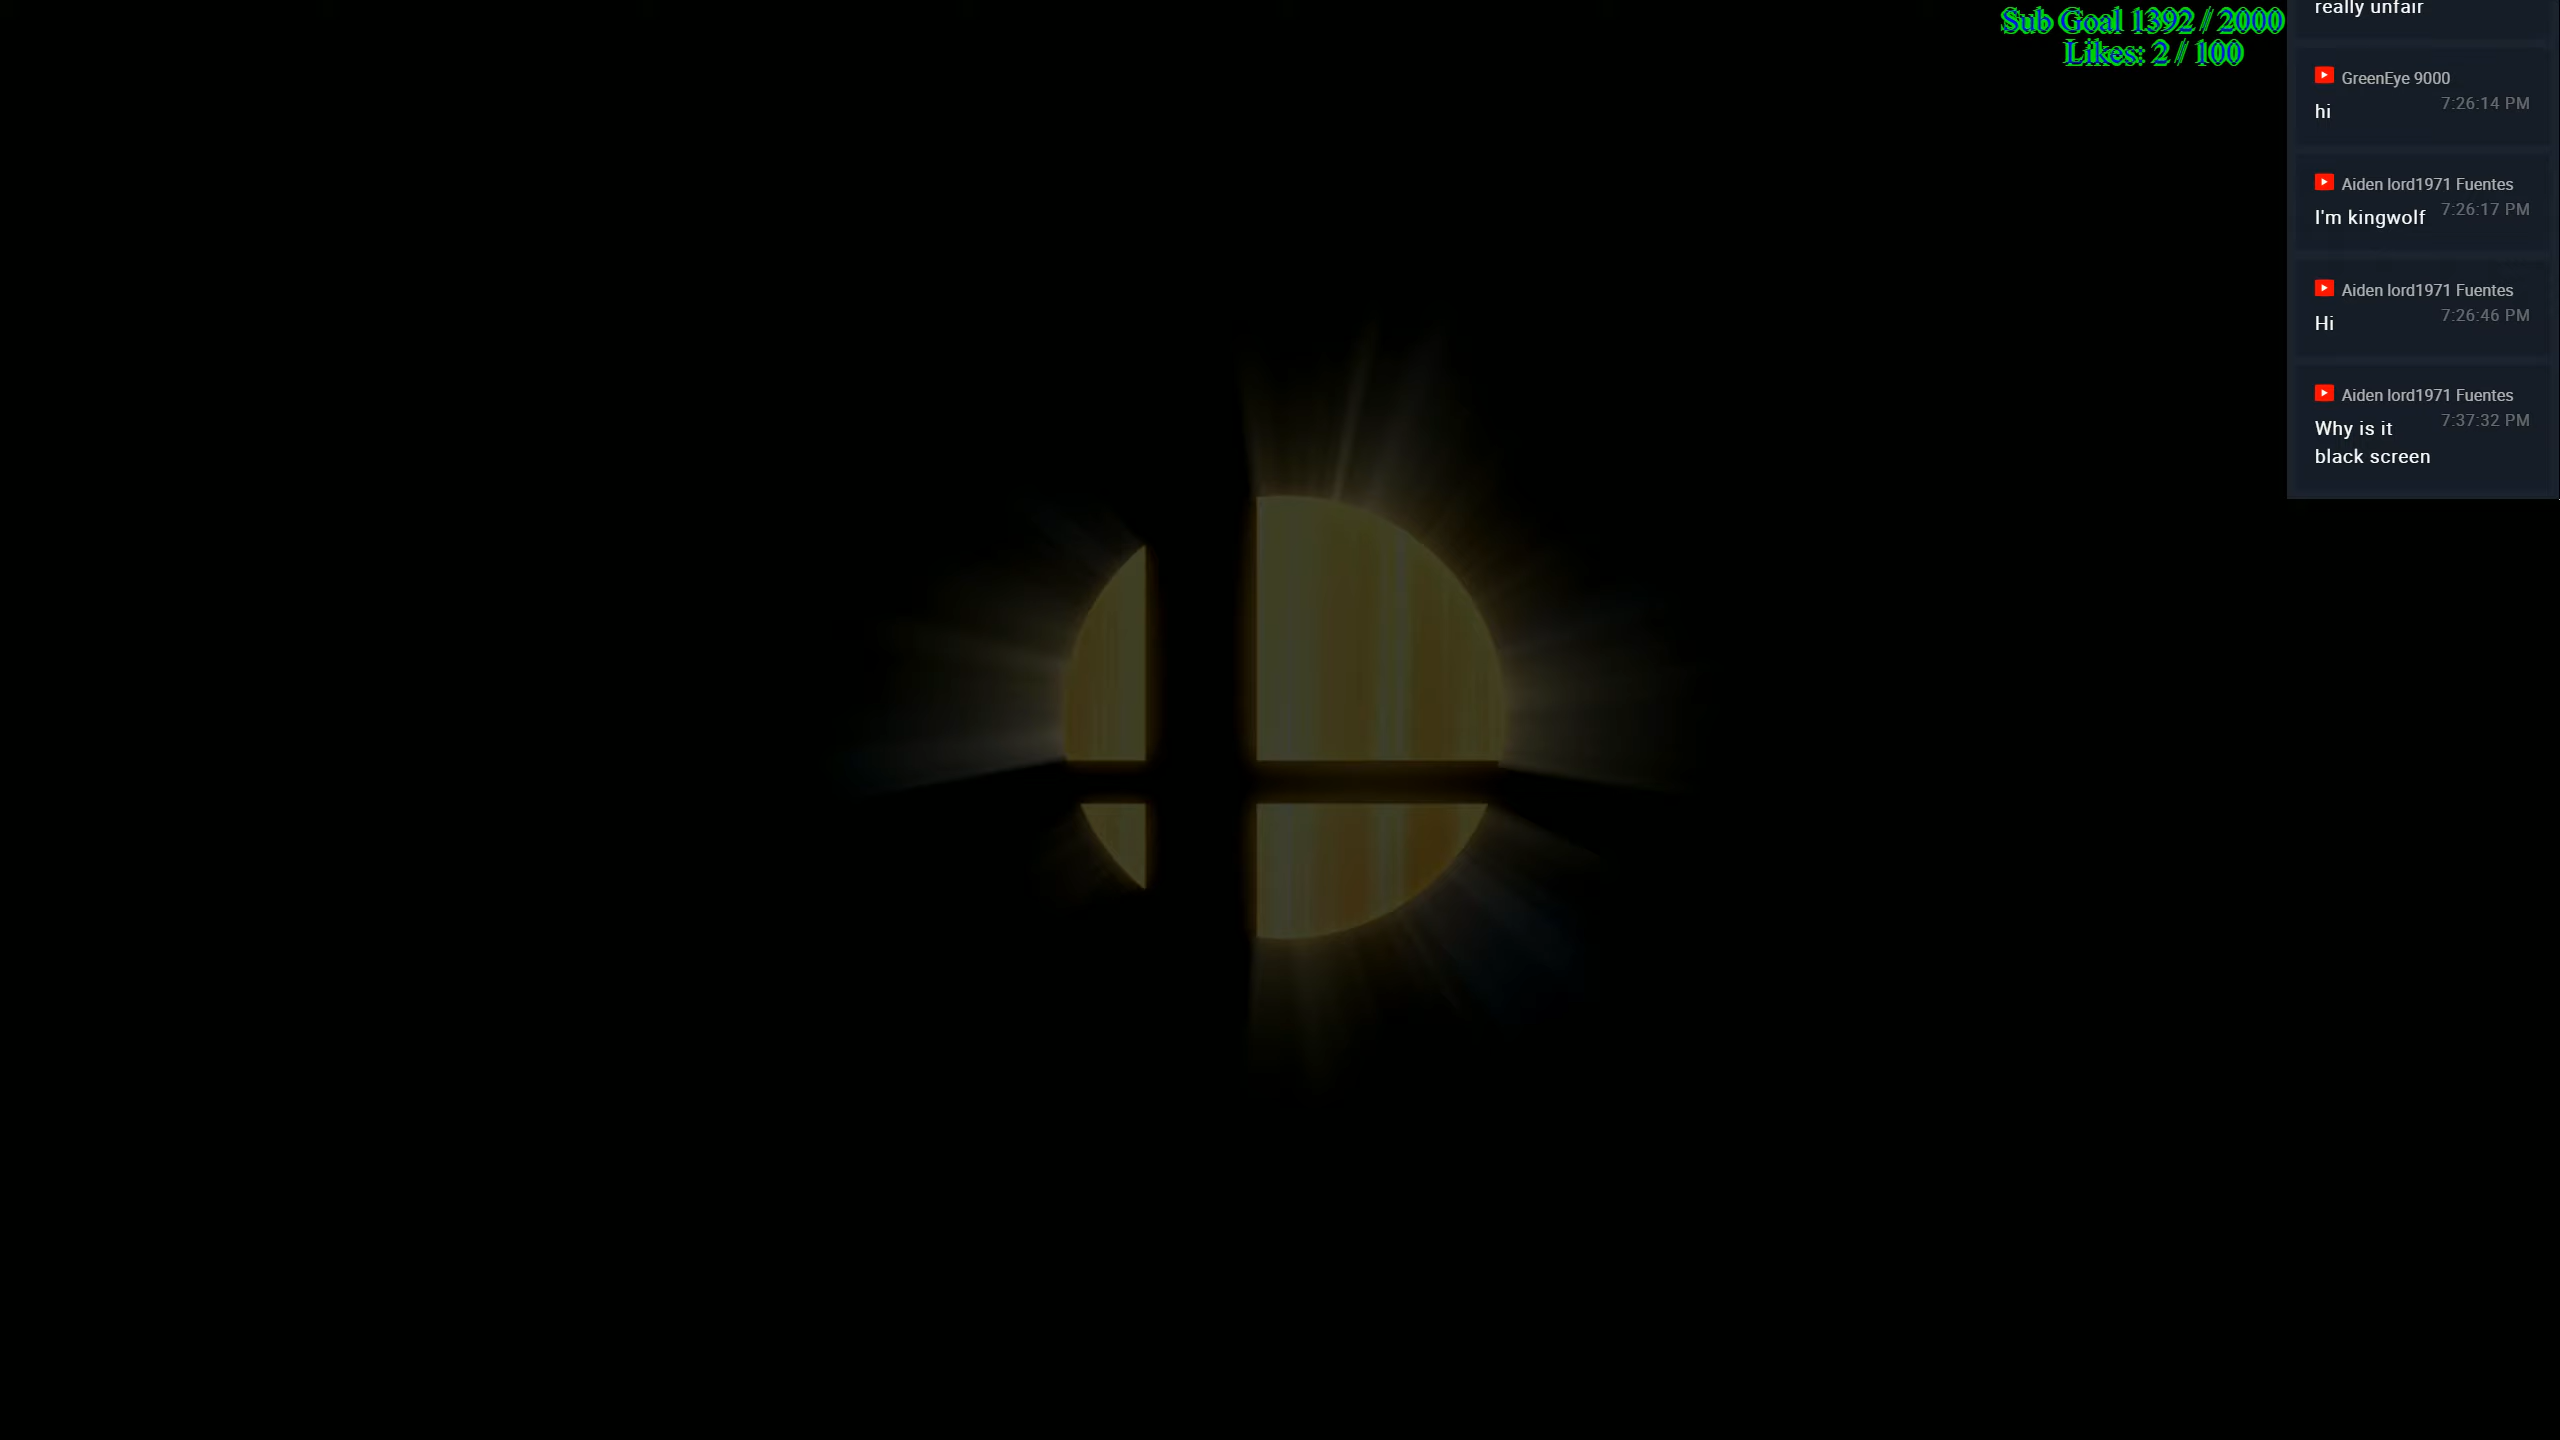 Sub Goal 1392 / 2000
Likes: 2 / 100
really unfair
GreenEye 9000
7:26:14 PM
hi
Aiden lord1971 Fuentes
7:26:17 PM
I'm kingwolf
Aiden lord1971 Fuentes
7:26:46 PM
Hi
Aiden lord1971 Fuentes
7:37:32 PM
Why is it
black screen